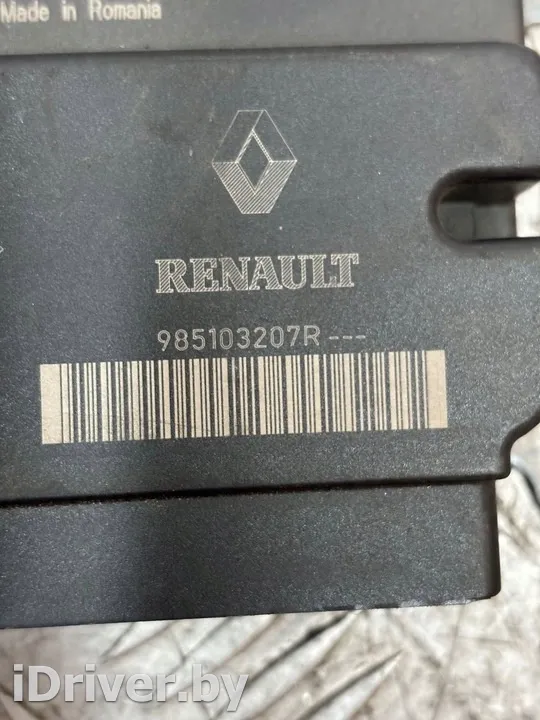 Made in Romania
RENAULT
985103207R---
iDriver.by